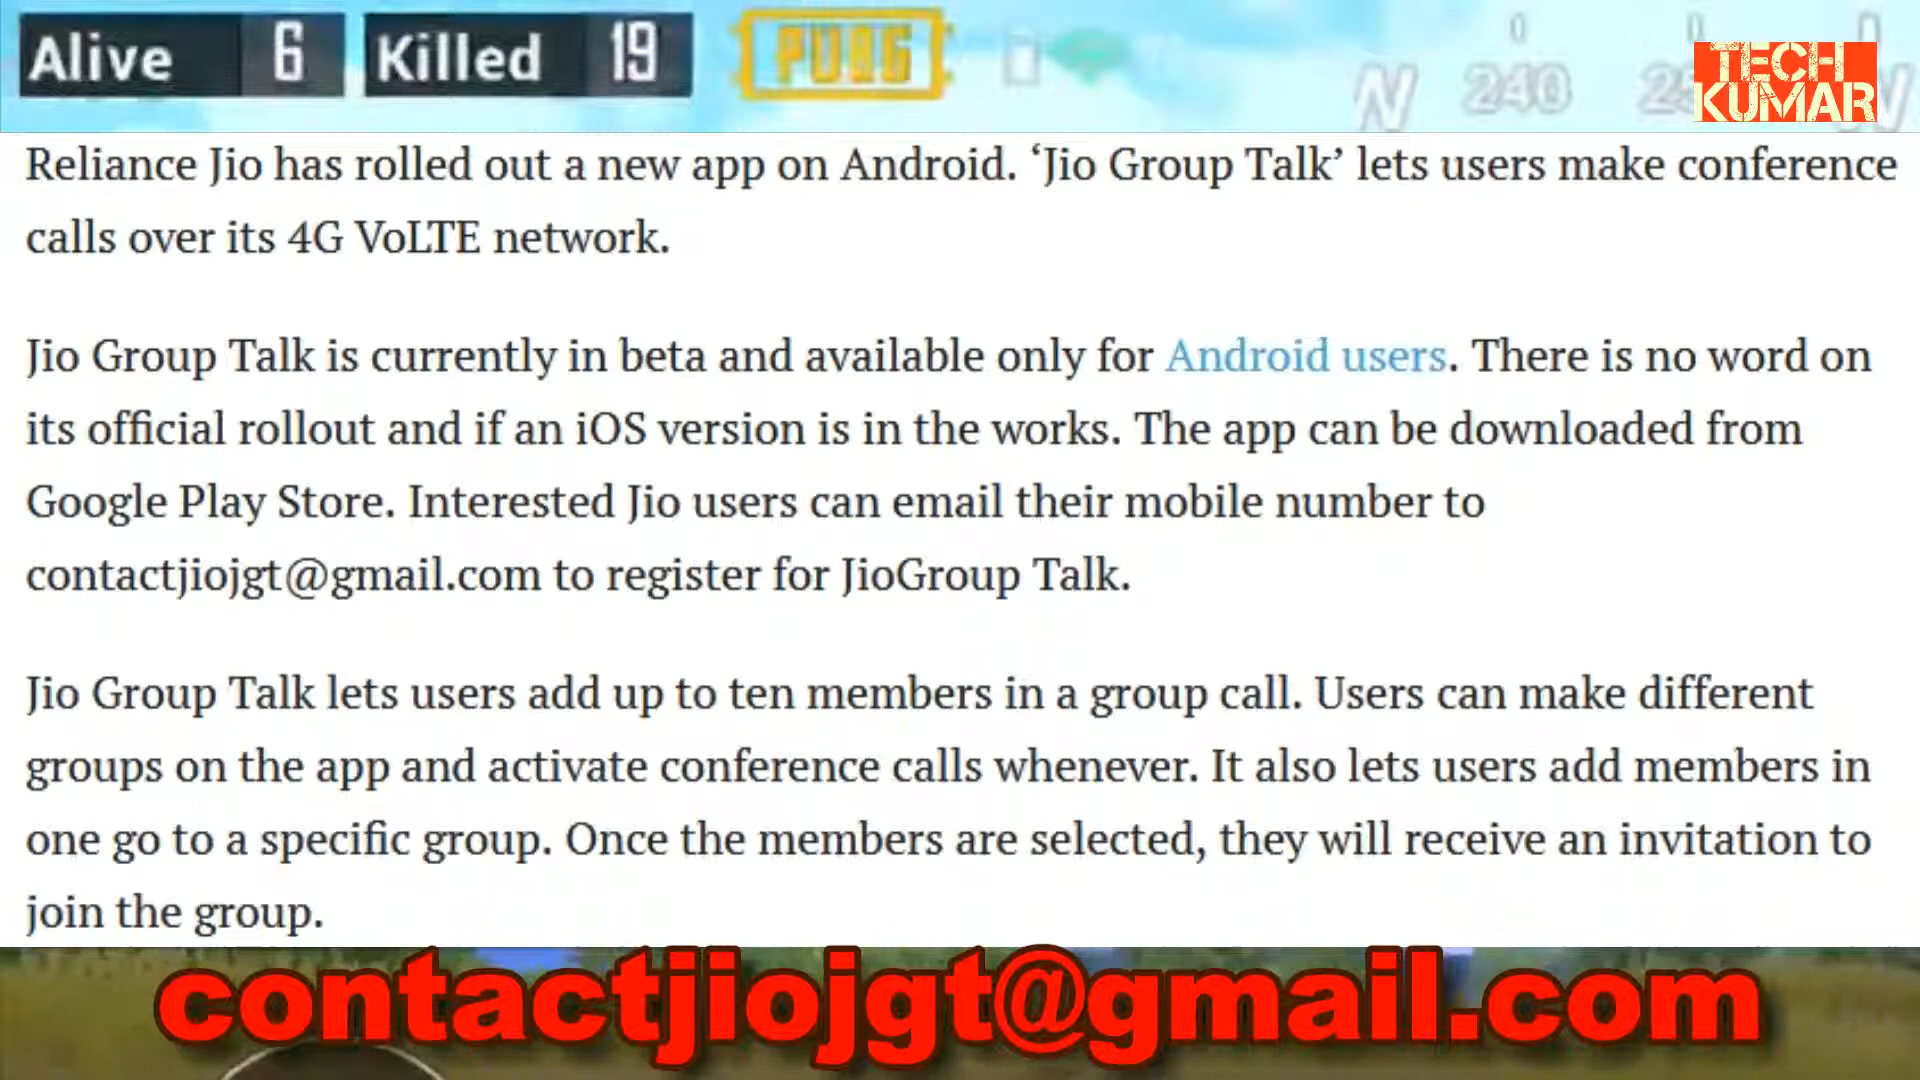 Alive 6 Killed 19 PUBG
N 240
TECH
KUMAR
Reliance Jio has rolled out a new app on Android. ‘Jio Group Talk’ lets users make conference
calls over its 4G VoLTE network.
Jio Group Talk is currently in beta and available only for Android users. There is no word on
its official rollout and if an iOS version is in the works. The app can be downloaded from
Google Play Store. Interested Jio users can email their mobile number to
contactjiojgt@gmail.com to register for JioGroup Talk.
Jio Group Talk lets users add up to ten members in a group call. Users can make different
groups on the app and activate conference calls whenever. It also lets users add members in
one go to a specific group. Once the members are selected, they will receive an invitation to
join the group.
contactjiojgt@gmail.com